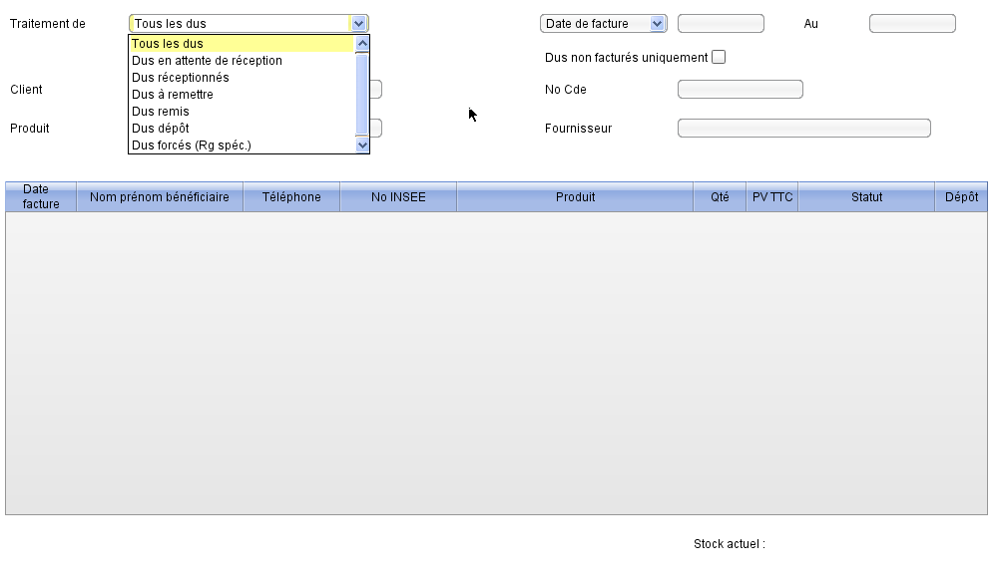 Traitement de Tous les dus Date de facture Au
Tous les dus
Dus en attente de réception Dus non facturés uniquement
Dus réceptionnés
Client Dus à remettre No Cde
Dus remis
Produit Dus dépôt Fournisseur
Dus forcés (Rg spéc.)
Date facture Nom prénom bénéficiaire Téléphone No INSEE Produit Qté PV TTC Statut Dépôt
Stock actuel :